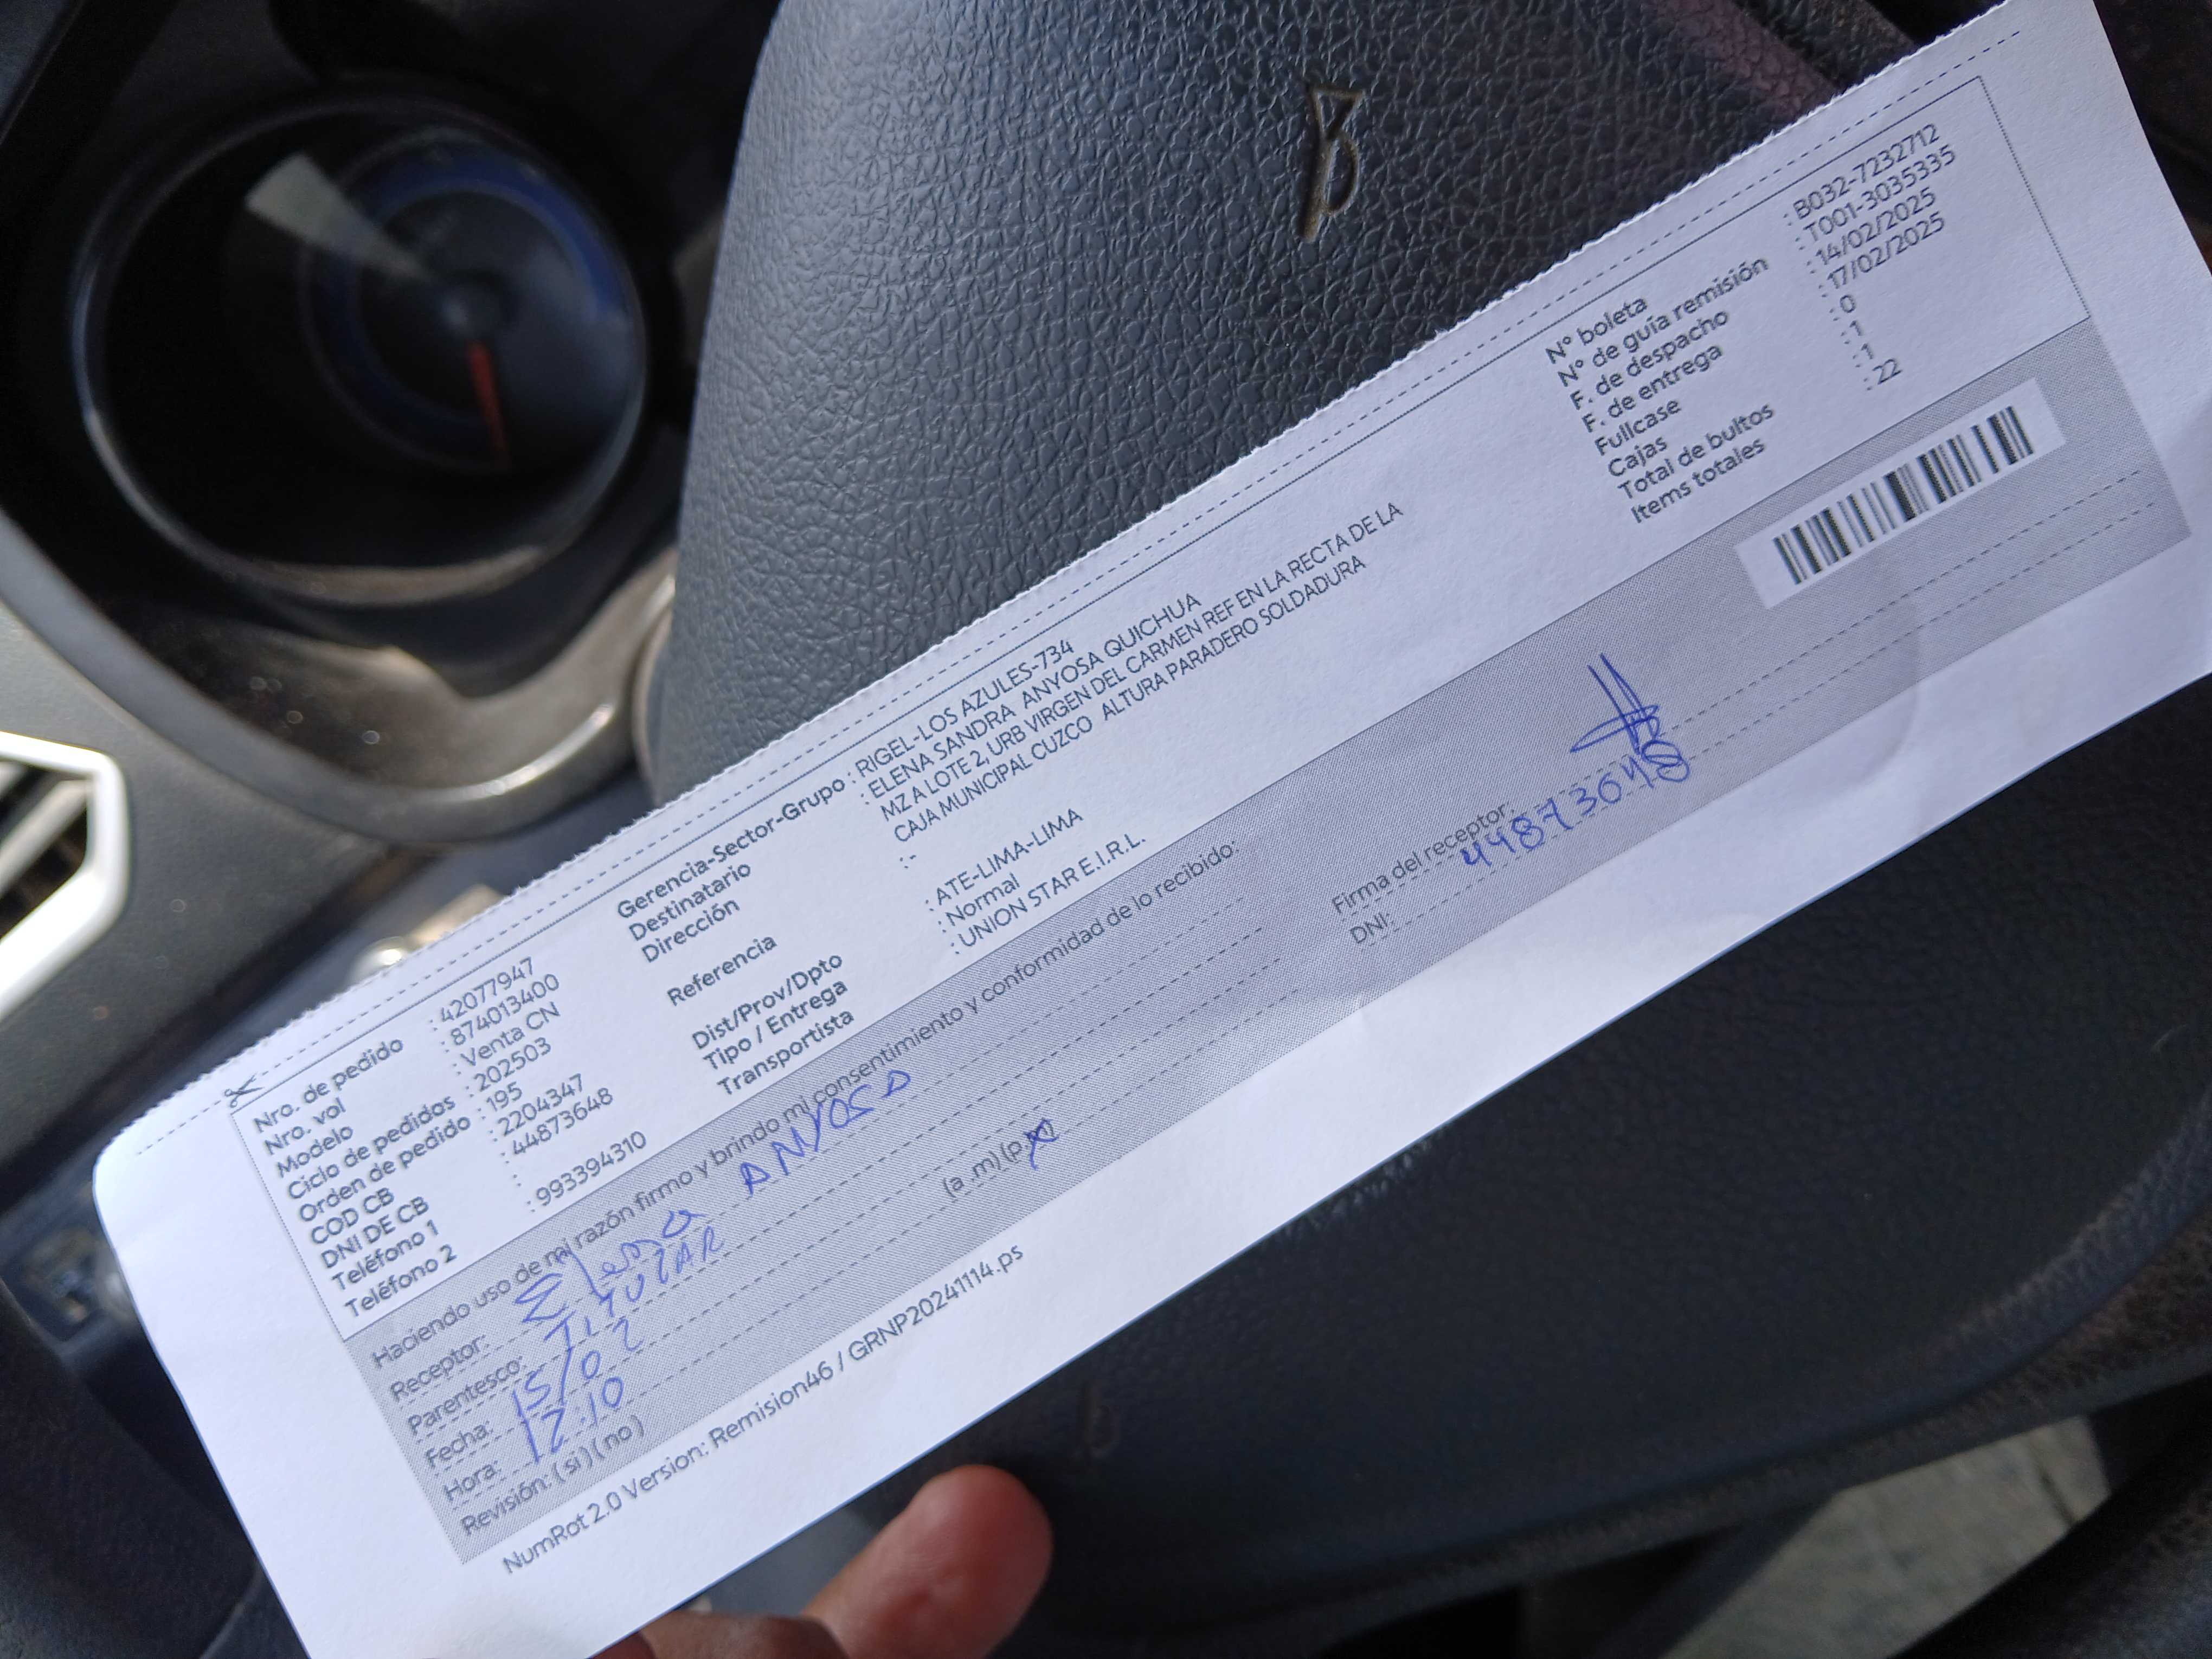 Nro. de pedido : 42077947
Nro. vol : 874013400
Modelo : Venta CN
Ciclo de pedidos : 202503
Orden de pedido : 195
COD CB : 2204347
DNI DE CB : 44873648
Teléfono 1 :
Teléfono 2 : 993394310
Gerencia-Sector-Grupo : RIGEL-LOS AZULES-734
Destinatario : ELENA SANDRA ANYOSA QUICHUA
Dirección MZ A LOTE 2, URB VIRGEN DEL CARMEN REF EN LA RECTA DE LA
CAJA MUNICIPAL CUZCO ALTURA PARADERO SOLDADURA
Referencia :-
Dist/Prov/Dpto : ATE-LIMA-LIMA
Tipo / Entrega : Normal
Transportista : UNION STAR E.I.R.L.
N° boleta : B032-7232712
N° de guía remisión : T001-3035335
F. de despacho : 14/02/2025
F. de entrega : 17/02/2025
Fullcase : 0
Cajas : 1
Total de bultos : 1
Items totales : 22
Haciendo uso de mi razón firmo y brindo mi consentimiento y conformidad de lo recibido:
Receptor: Elena ANYOSA
Parentesco: TITULAR
Fecha: 15/02
Hora: 12:10 (a .m) (p.m)
Revisión: ( si ) ( no )
Firma del receptor:
DNI: 44873648
NumRot 2.0 Version: Remision46 / GRNP20241114.ps